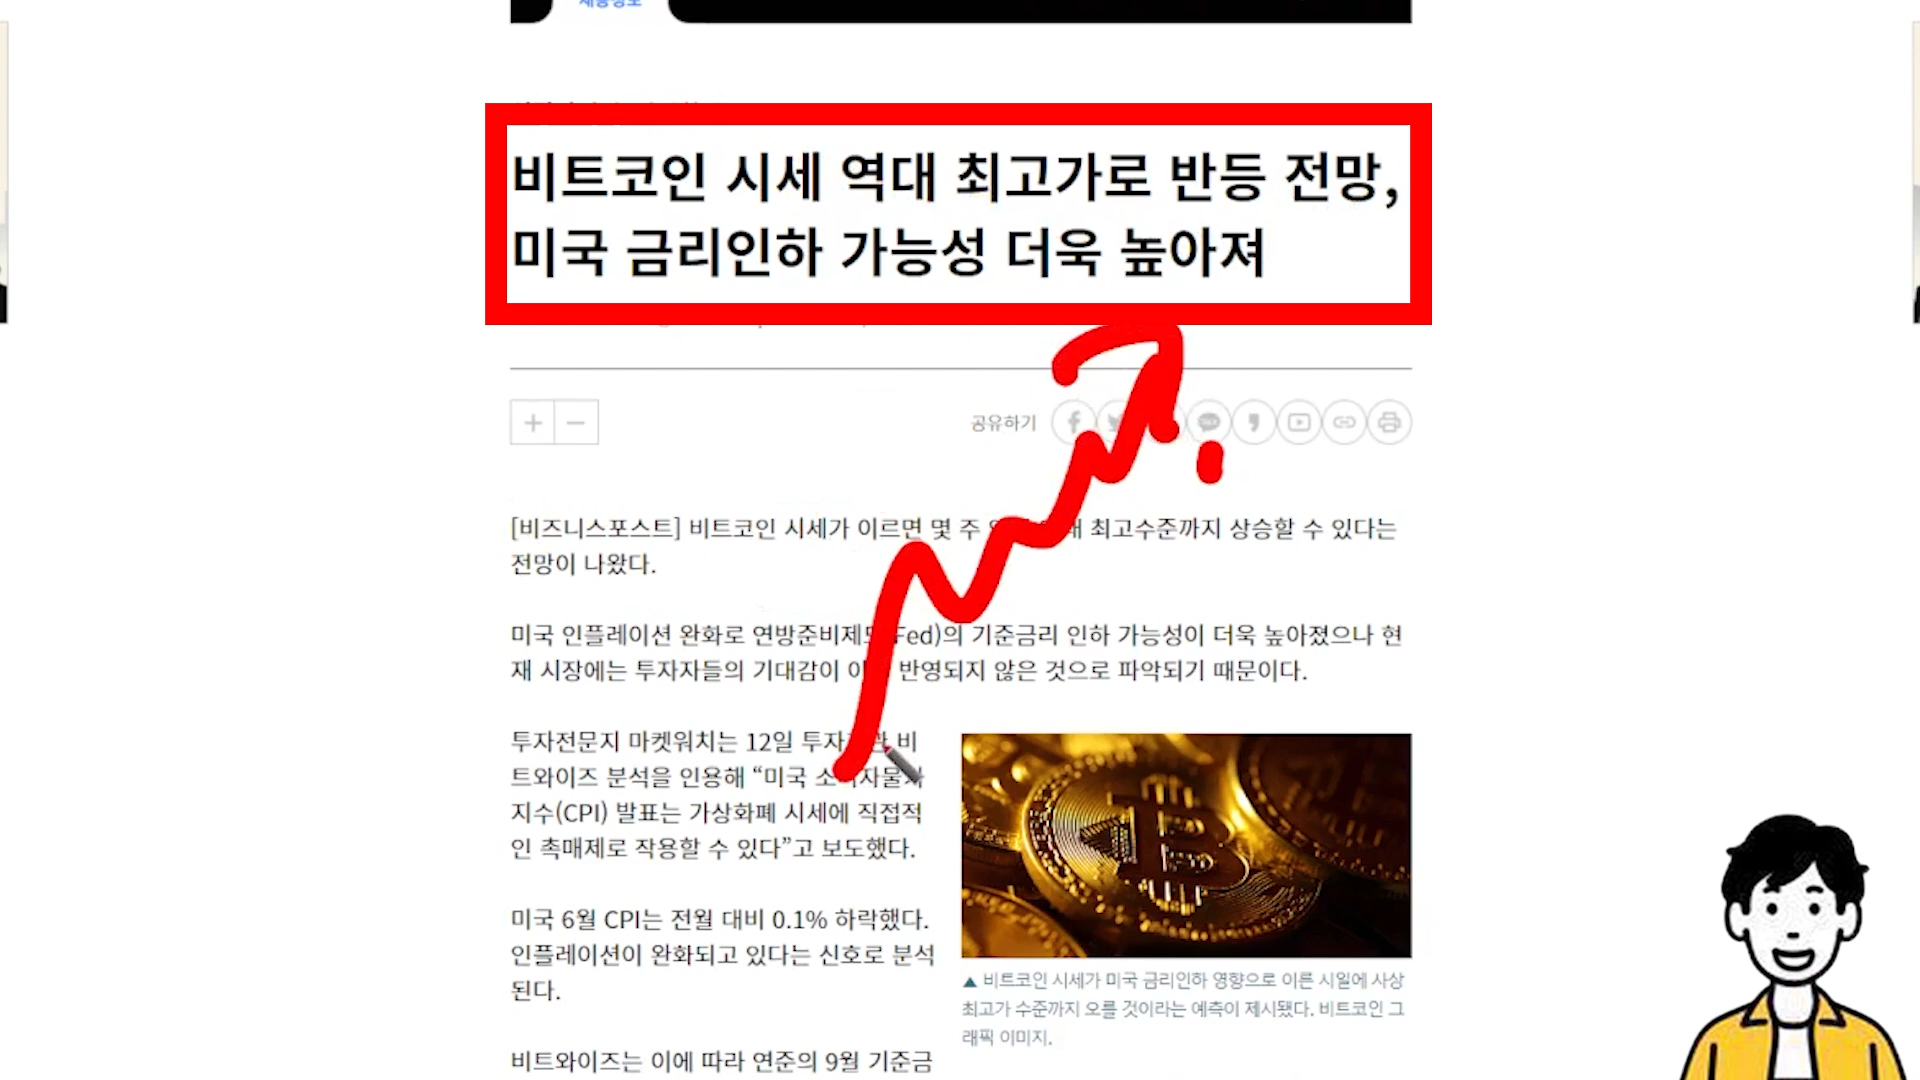 채용정보
비트코인 시세 역대 최고가로 반등 전망,
미국 금리인하 가능성 더욱 높아져
공유하기
[비즈니스포스트] 비트코인 시세가 이르면 몇 주 최고수준까지 상승할 수 있다는
전망이 나왔다.
미국 인플레이션 완화로 연방준비제도(Fed)의 기준금리 인하 가능성이 더욱 높아졌으나 현
재 시장에는 투자자들의 기대감이 반영되지 않은 것으로 파악되기 때문이다.
투자전문지 마켓워치는 12일 비
트와이즈 분석을 인용해 “미국 소비자물가
지수(CPI) 발표는 가상화폐 시세에 직접적
인 촉매제로 작용할 수 있다”고 보도했다.
미국 6월 CPI는 전월 대비 0.1% 하락했다.
인플레이션이 완화되고 있다는 신호로 분석
된다.
▲ 비트코인 시세가 미국 금리인하 영향으로 이른 시일에 사상
최고가 수준까지 오를 것이라는 예측이 제시됐다. 비트코인 그
래픽 이미지.
비트와이즈는 이에 따라 연준의 9월 기준금